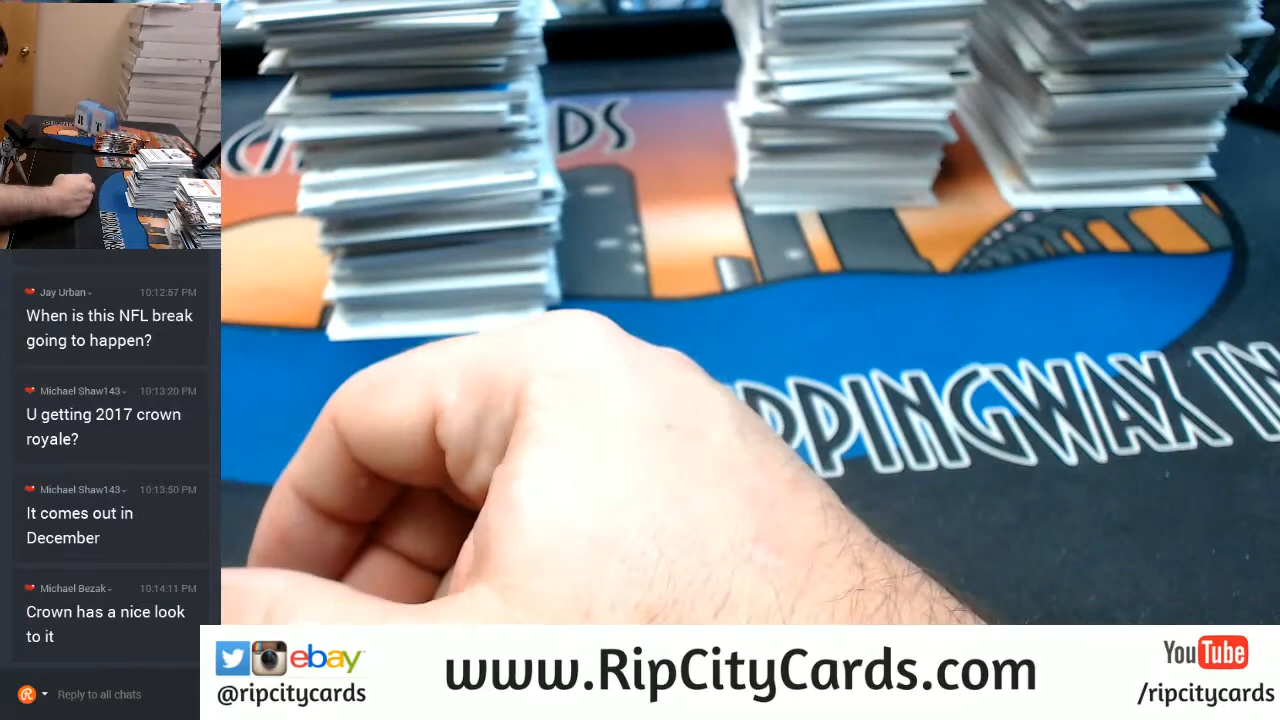 Jay Urban 10:12:57 PM
When is this NFL break
going to happen?
Michael Shaw143 10:13:20 PM
U getting 2017 crown
royale?
Michael Shaw143 10:13:50 PM
It comes out in
December
Michael Bezak 10:14:11 PM
Crown has a nice look
to it
Reply to all chats
DS
PPINGWAX IN
ebay
@ripcitycards
www.RipCityCards.com
YouTube
/ripcitycards